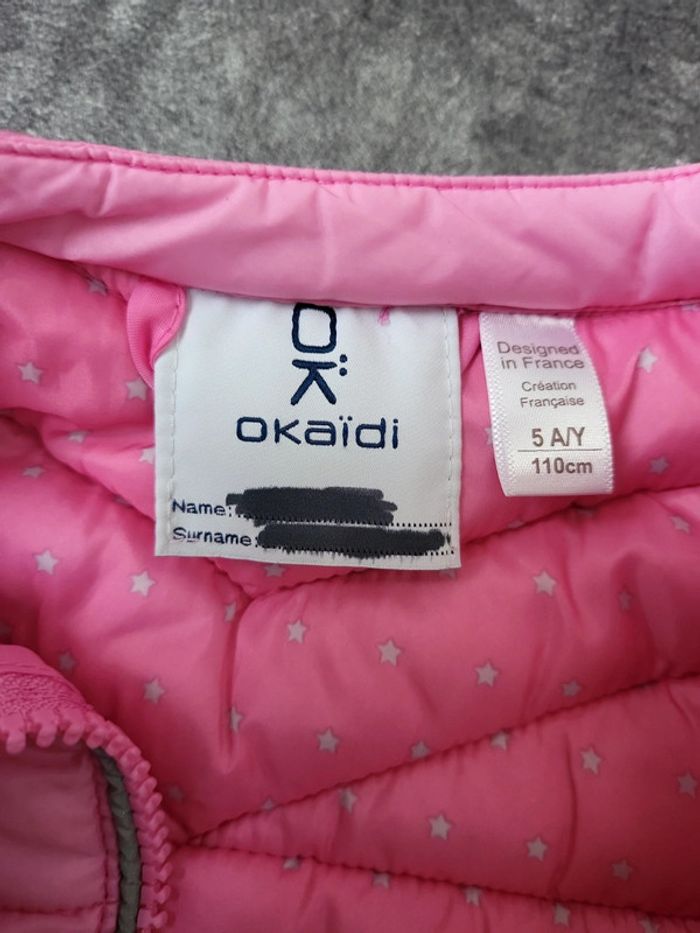 OK
okaïdi
Name:
Surname:
Designed
in France
Création
Française
5 A/Y
110cm